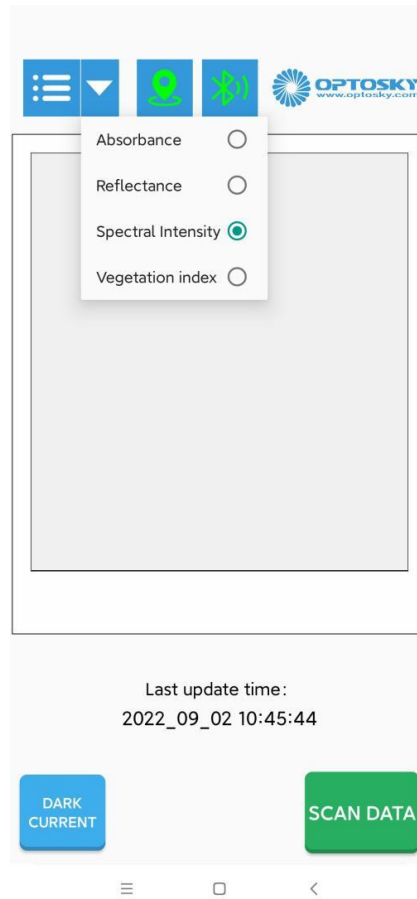 OPTOSKY
www.optosky.com
Absorbance
Reflectance
Spectral Intensity
Vegetation index
Last update time:
2022_09_02 10:45:44
DARK
CURRENT
SCAN DATA